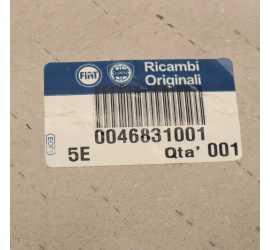 FIAT
Ricambi
Originali
0046831001
5E
Qta' 001